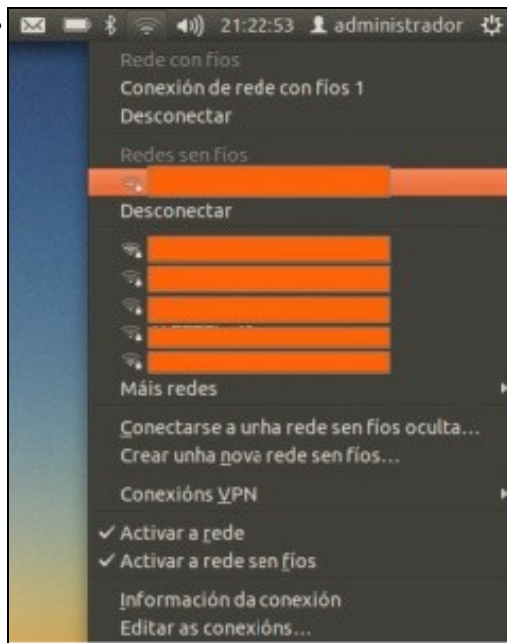 21:22:53 administrador
Rede con fíos
Conexión de rede con fíos 1
Desconectar
Redes sen fíos
Desconectar
Máis redes
Conectarse a unha rede sen fíos oculta...
Crear unha nova rede sen fíos...
Conexións VPN
Activar a rede
Activar a rede sen fíos
Información da conexión
Editar as conexións...